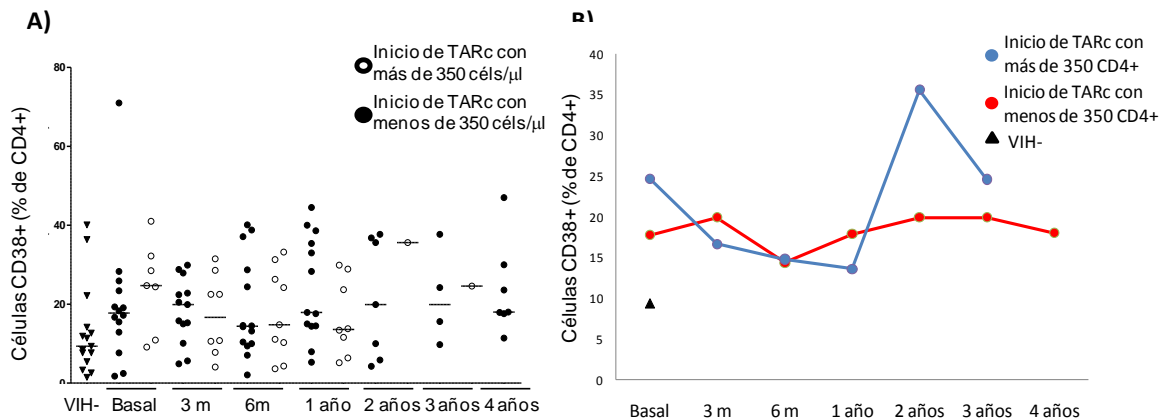 A)
Células CD38+ (% de CD4+)
80
60
40
20
0
Inicio de TARc con
más de 350 céls/µl
Inicio de TARc con
menos de 350 céls/µl
VIH-
Basal
3 m
6m
1 año
2 años
3 años
4 años
B)
Células CD38+ (% de CD4+)
40
35
30
25
20
15
10
5
0
Inicio de TARc con
más de 350 CD4+
Inicio de TARc con
menos de 350 CD4+
VIH-
Basal
3 m
6 m
1 año
2 años
3 años
4 años